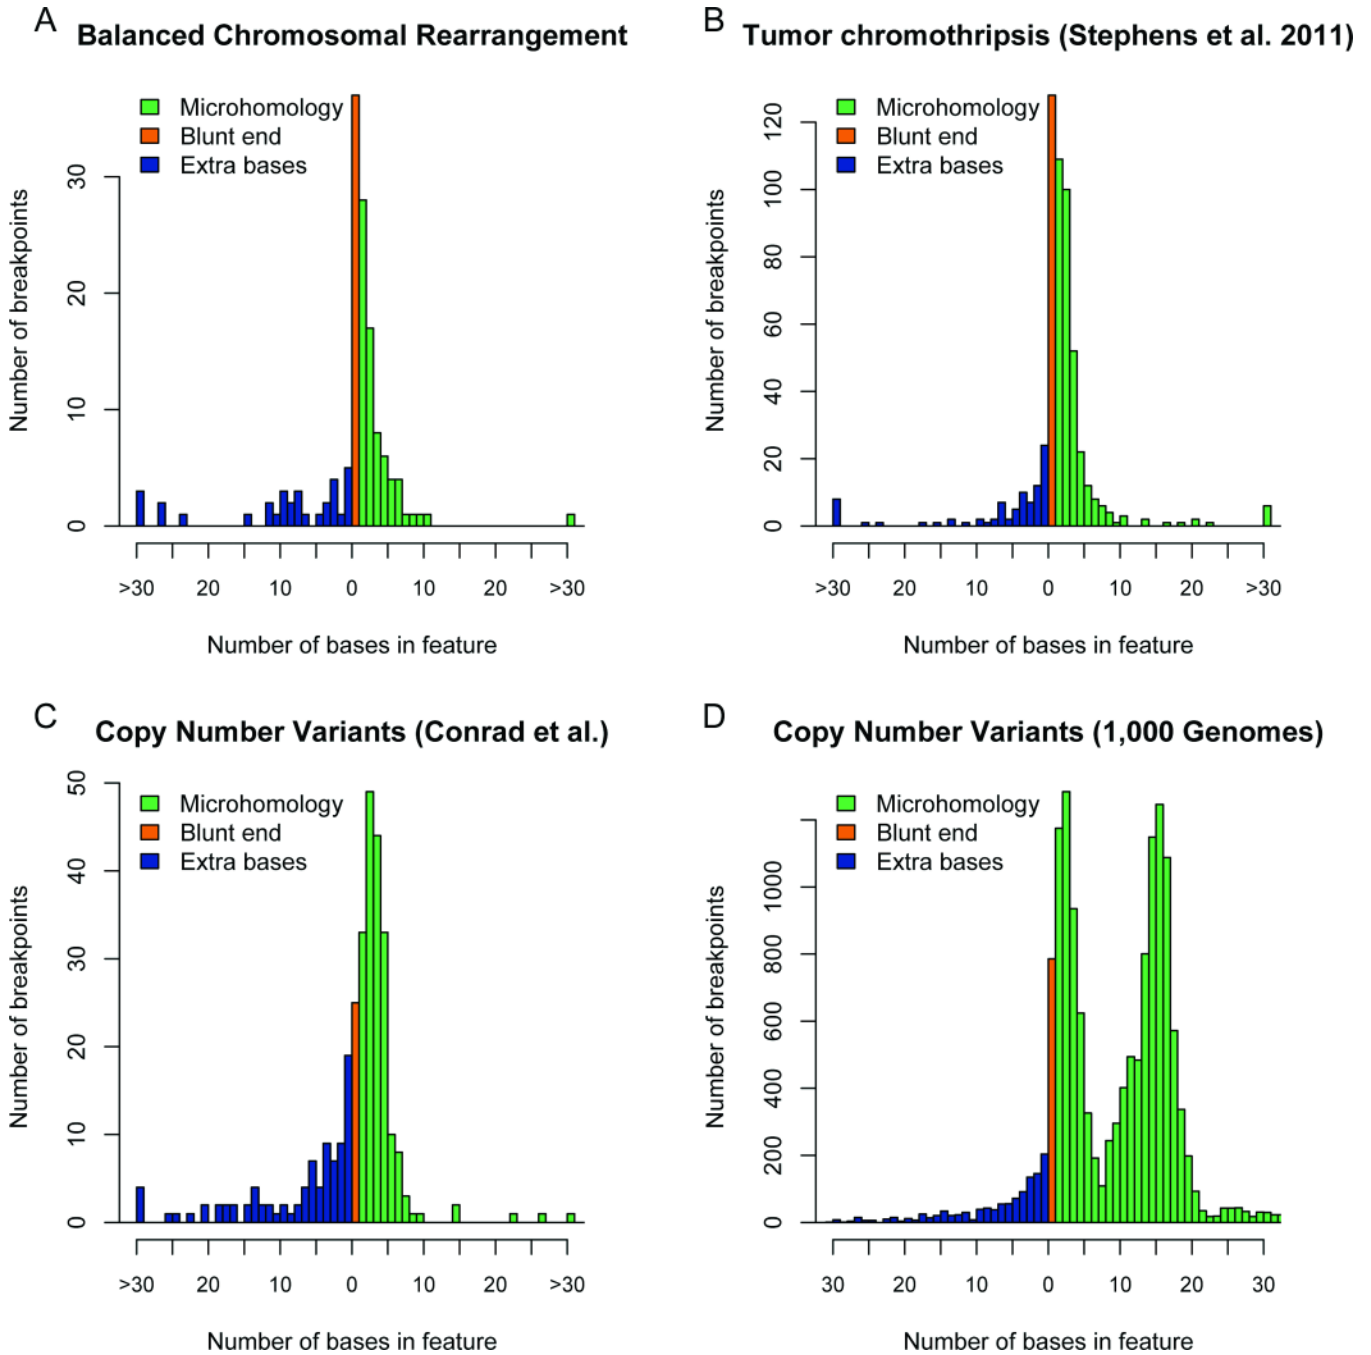 A
Balanced Chromosomal Rearrangement
Microhomology
Blunt end
Extra bases
Number of breakpoints
0
10
20
30
>30
20
10
0
10
20
>30
Number of bases in feature
B
Tumor chromothripsis (Stephens et al. 2011)
Microhomology
Blunt end
Extra bases
Number of breakpoints
0
20
40
60
80
100
120
>30
20
10
0
10
20
>30
Number of bases in feature
C
Copy Number Variants (Conrad et al.)
Microhomology
Blunt end
Extra bases
Number of breakpoints
0
10
20
30
40
50
>30
20
10
0
10
20
>30
Number of bases in feature
D
Copy Number Variants (1,000 Genomes)
Microhomology
Blunt end
Extra bases
Number of breakpoints
0
200
400
600
800
1000
30
20
10
0
10
20
30
Number of bases in feature